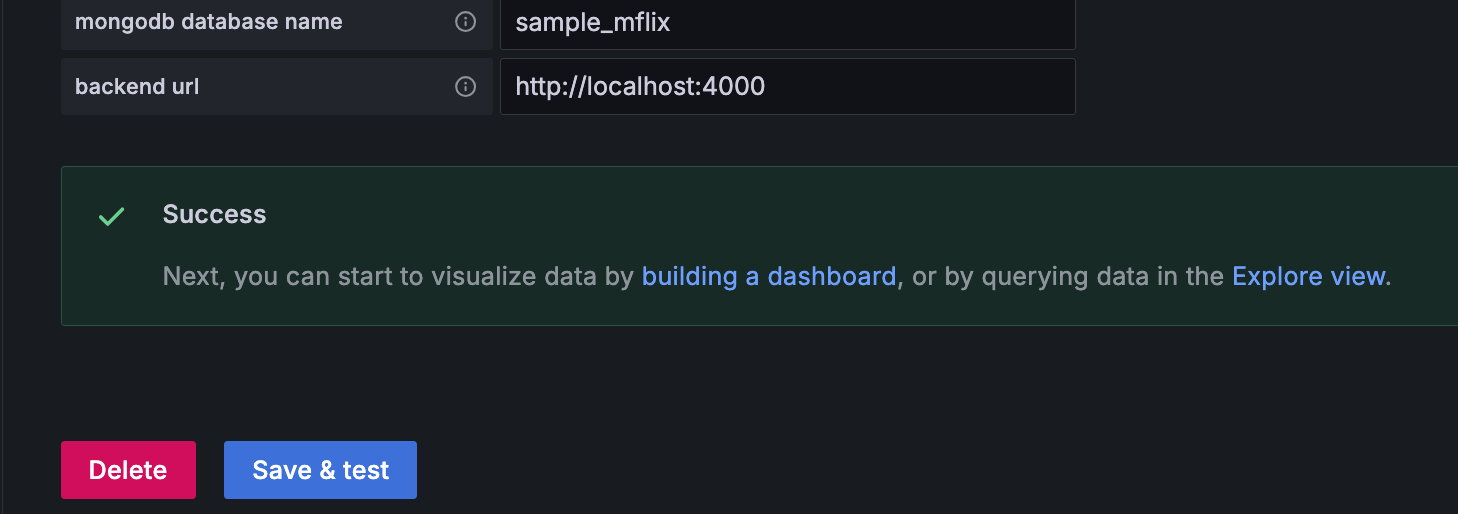 mongodb database name
sample_mflix
backend url
http://localhost:4000
Success
Next, you can start to visualize data by building a dashboard, or by querying data in the Explore view.
Delete
Save & test